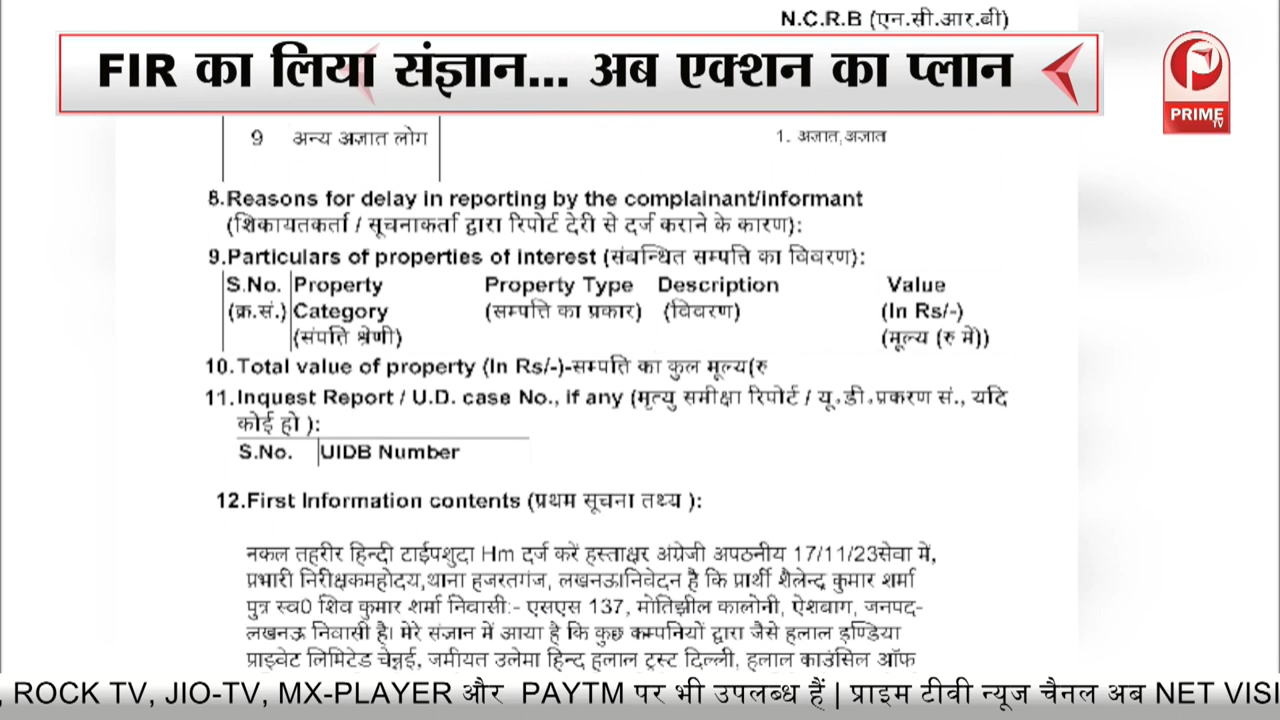 N.C.R.B (एन.सी.आर.बी)
FIR का लिया संज्ञान... अब एक्शन का प्लान
PRIME TV
9 अन्य अज्ञात लोग 1. अज्ञात,अज्ञात
8.Reasons for delay in reporting by the complainant/informant
(शिकायतकर्ता / सूचनाकर्ता द्वारा रिपोर्ट देरी से दर्ज कराने के कारण):
9.Particulars of properties of interest (संबन्धित सम्पत्ति का विवरण):
S.No. Property Property Type Description Value
(क्र.सं.) Category (सम्पत्ति का प्रकार) (विवरण) (In Rs/-)
(संपति श्रेणी) (मूल्य (रु में))
10.Total value of property (In Rs/-)-सम्पति का कुल मूल्य(रु
11.Inquest Report / U.D. case No., if any (मृत्यु समीक्षा रिपोर्ट / यू.डी.प्रकरण सं., यदि
कोई हो ):
S.No. UIDB Number
12.First Information contents (प्रथम सूचना तथ्य ):
नकल तहरीर हिन्दी टाईपशुदा Hm दर्ज करें हस्ताक्षर अंग्रेजी अपठनीय 17/11/23सेवा में,
प्रभारी निरीक्षकमहोदय,थाना हजरतगंज, लखनऊ।निवेदन है कि प्रार्थी शैलेन्द्र कुमार शर्मा
पुत्र स्व0 शिव कुमार शर्मा निवासी:- एसएस 137, मोतिझील कालोनी, ऐशबाग, जनपद-
लखनऊ निवासी है। मेरे संज्ञान में आया है कि कुछ कम्पनियों द्वारा जैसे हलाल इण्डिया
प्राइवेट लिमिटेड चेन्नई, जमीयत उलेमा हिन्द हलाल ट्रस्ट दिल्ली, हलाल काउंसिल ऑफ
, ROCK TV, JIO-TV, MX-PLAYER और PAYTM पर भी उपलब्ध हैं | प्राइम टीवी न्यूज चैनल अब NET VISI